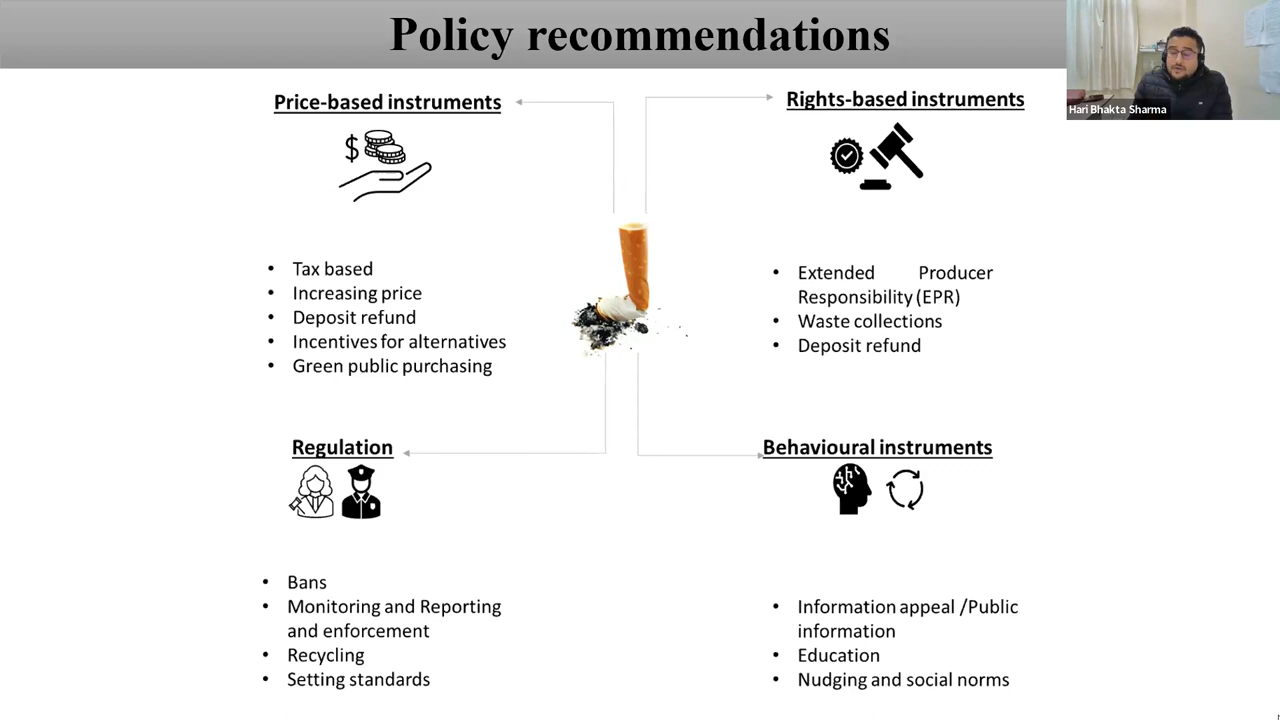 Policy recommendations
Hari Bhakta Sharma
Price-based instruments
$
• Tax based
• Increasing price
• Deposit refund
• Incentives for alternatives
• Green public purchasing
Rights-based instruments
• Extended Producer
Responsibility (EPR)
• Waste collections
• Deposit refund
Regulation
• Bans
• Monitoring and Reporting
and enforcement
• Recycling
• Setting standards
Behavioural instruments
• Information appeal /Public
information
• Education
• Nudging and social norms